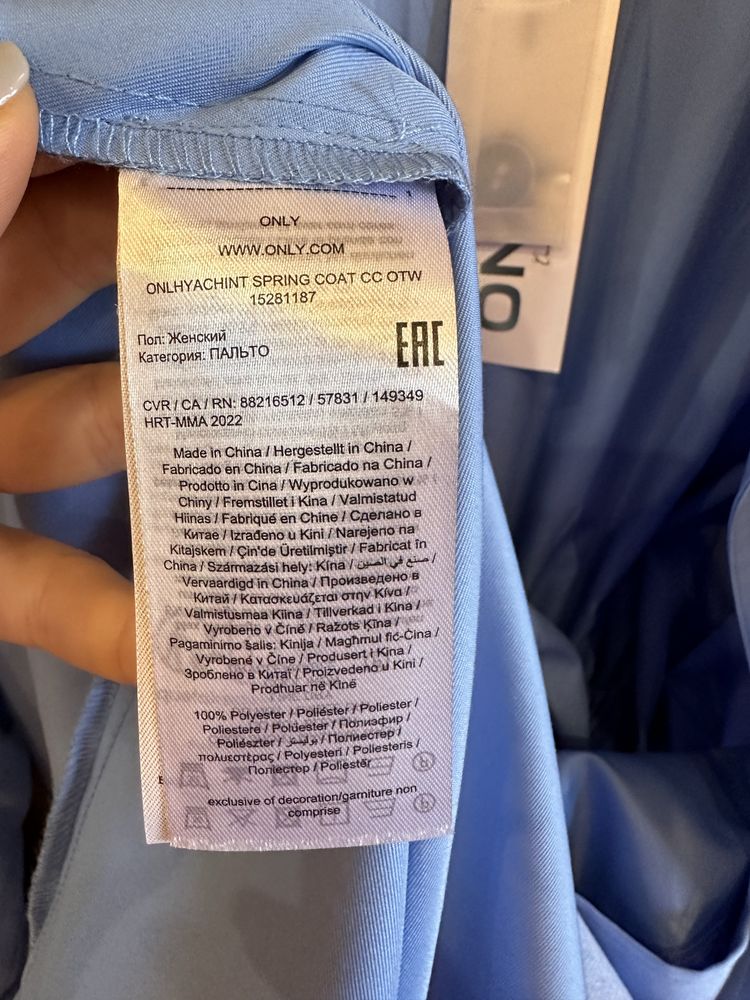 ONLY
WWW.ONLY.COM
ONLHYACHINT SPRING COAT CC OTW
15281187
Пол: Женский
Категория: ПАЛЬТО
EAC
CVR / CA / RN: 88216512 / 57831 / 149349
HRT-MMA 2022
Made in China / Hergestellt in China /
Fabricado en China / Fabricado na China /
Prodotto in Cina / Wyprodukowano w
Chiny / Fremstillet i Kina / Valmistatud
Hiinas / Fabriqué en Chine / Сделано в
Китае / Izrađeno u Kini / Narejeno na
Kitajskem / Çin'de Üretilmiştir / Fabricat în
China / Származási hely: Kína / صنع في الصين /
Vervaardigd in China / Произведено в
Китай / Κατασκευάζεται στην Κίνα /
Valmistusmaa Kiina / Tillverkad i Kina /
Vyrobeno v Číně / Ražots Ķīna /
Pagaminimo šalis: Kinija / Magħmul fiċ-Ċina /
Vyrobené v Číne / Produsert i Kina /
Зроблено в Китаї / Proizvedeno u Kini /
Prodhuar në Kinë
100% Polyester / Poliéster / Poliester /
Poliestere / Polüester / Полиэфир /
Poliészter / بوليستر / Полиестер /
πολυεστέρας / Polyesteri / Poliesteris /
Поліестер / Poliestër
exclusive of decoration/garniture non
comprise